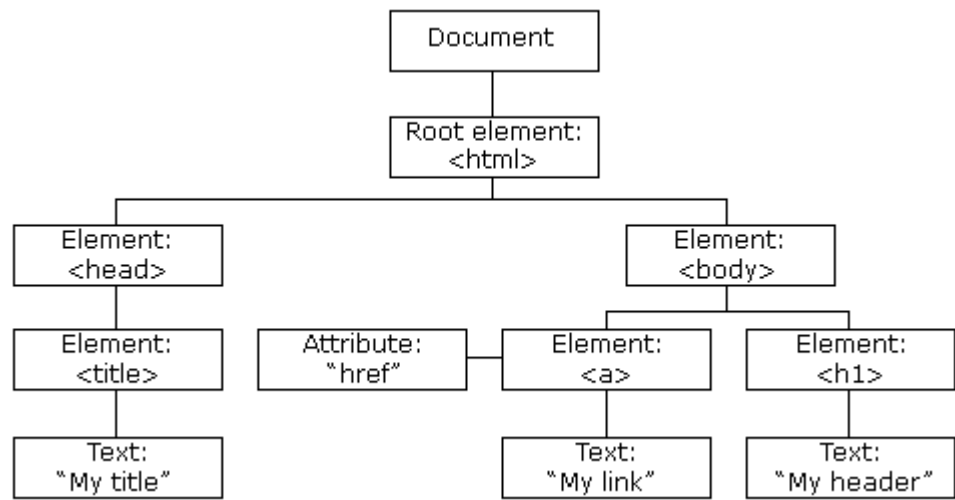 Document
Root element:
<html>
Element:
<head>
Element:
<body>
Element:
<title>
Attribute:
“href”
Element:
<a>
Element:
<h1>
Text:
“My title”
Text:
“My link”
Text:
“My header”